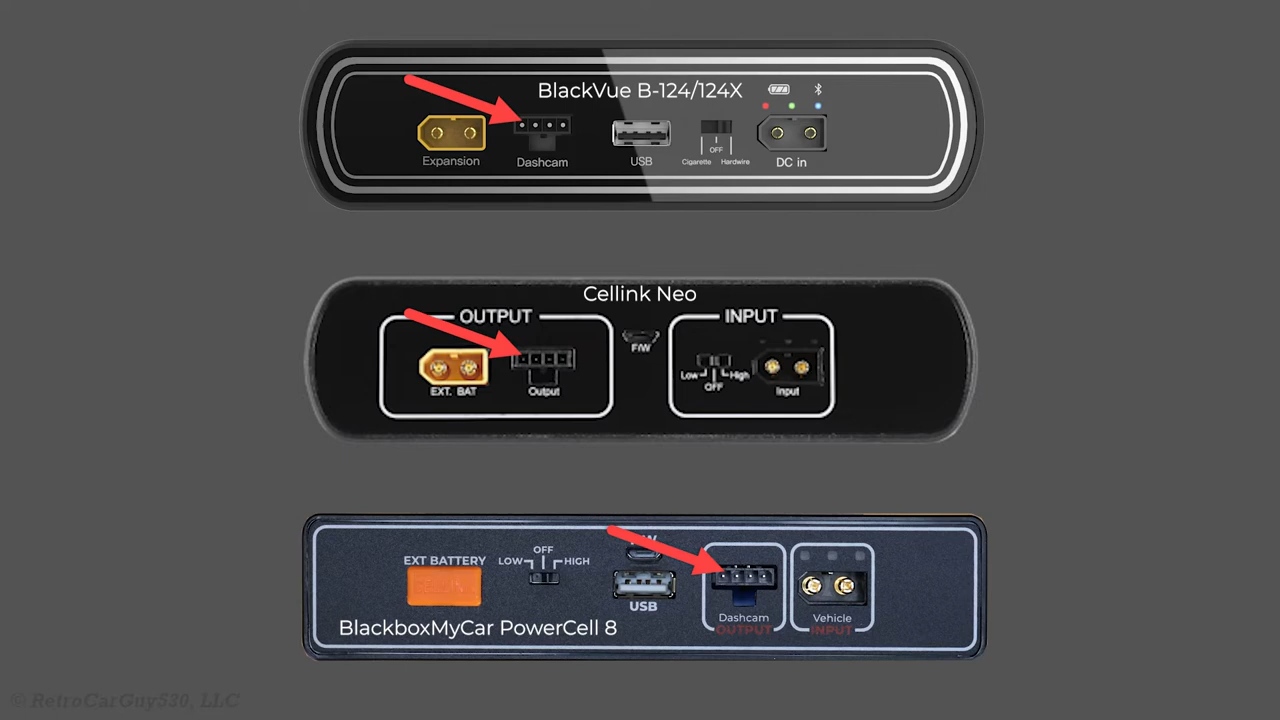 BlackVue B-124/124X
Expansion
Dashcam
USB
OFF
Cigarette Hardwire
DC in
Cellink Neo
OUTPUT
EXT. BAT
Output
F/W
INPUT
Low OFF High
Input
EXT BATTERY
LOW OFF HIGH
USB
Dashcam
OUTPUT
Vehicle
INPUT
BlackboxMyCar PowerCell 8
© RetroCarGuy530, LLC